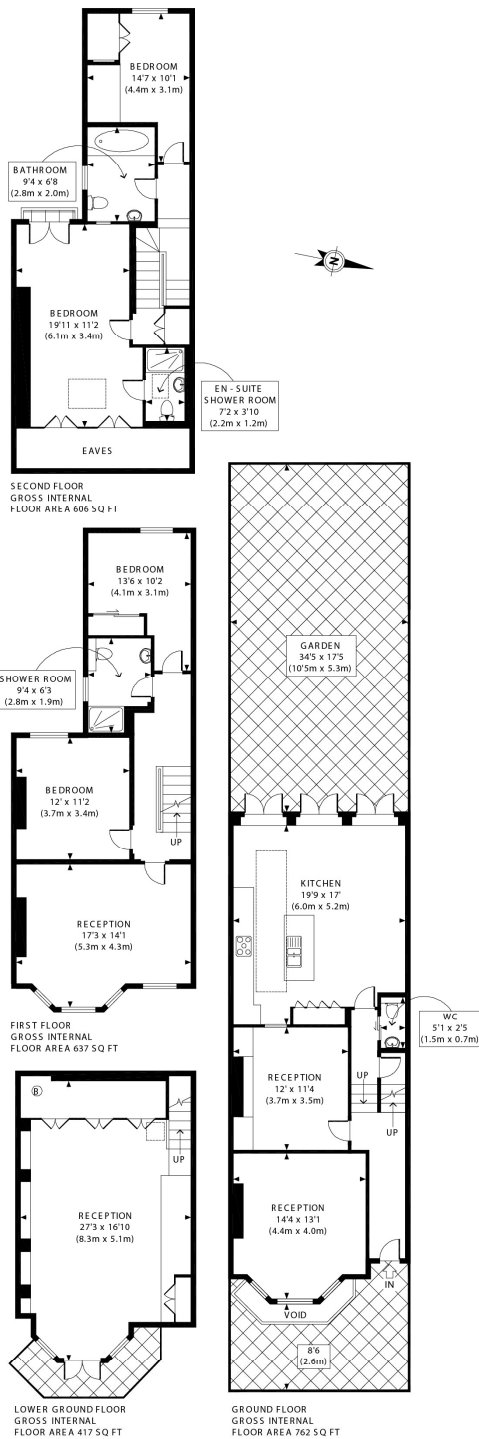 BEDROOM
14'7 x 10'1
(4.4m x 3.1m)
BATHROOM
9'4 x 6'8
(2.8m x 2.0m)
N
BEDROOM
19'11 x 11'2
(6.1m x 3.4m)
EN - SUITE
SHOWER ROOM
7'2 x 3'10
(2.2m x 1.2m)
EAVES
SECOND FLOOR
GROSS INTERNAL
FLOOR AREA 606 SQ FT
BEDROOM
13'6 x 10'2
(4.1m x 3.1m)
SHOWER ROOM
9'4 x 6'3
(2.8m x 1.9m)
BEDROOM
12' x 11'2
(3.7m x 3.4m)
UP
RECEPTION
17'3 x 14'1
(5.3m x 4.3m)
FIRST FLOOR
GROSS INTERNAL
FLOOR AREA 637 SQ FT
B
UP
RECEPTION
27'3 x 16'10
(8.3m x 5.1m)
LOWER GROUND FLOOR
GROSS INTERNAL
FLOOR AREA 417 SQ FT
GARDEN
34'5 x 17'5
(10'5m x 5.3m)
KITCHEN
19'9 x 17'
(6.0m x 5.2m)
WC
5'1 x 2'5
(1.5m x 0.7m)
RECEPTION
12' x 11'4
(3.7m x 3.5m)
UP
UP
RECEPTION
14'4 x 13'1
(4.4m x 4.0m)
IN
VOID
8'6
(2.6m)
GROUND FLOOR
GROSS INTERNAL
FLOOR AREA 762 SQ FT